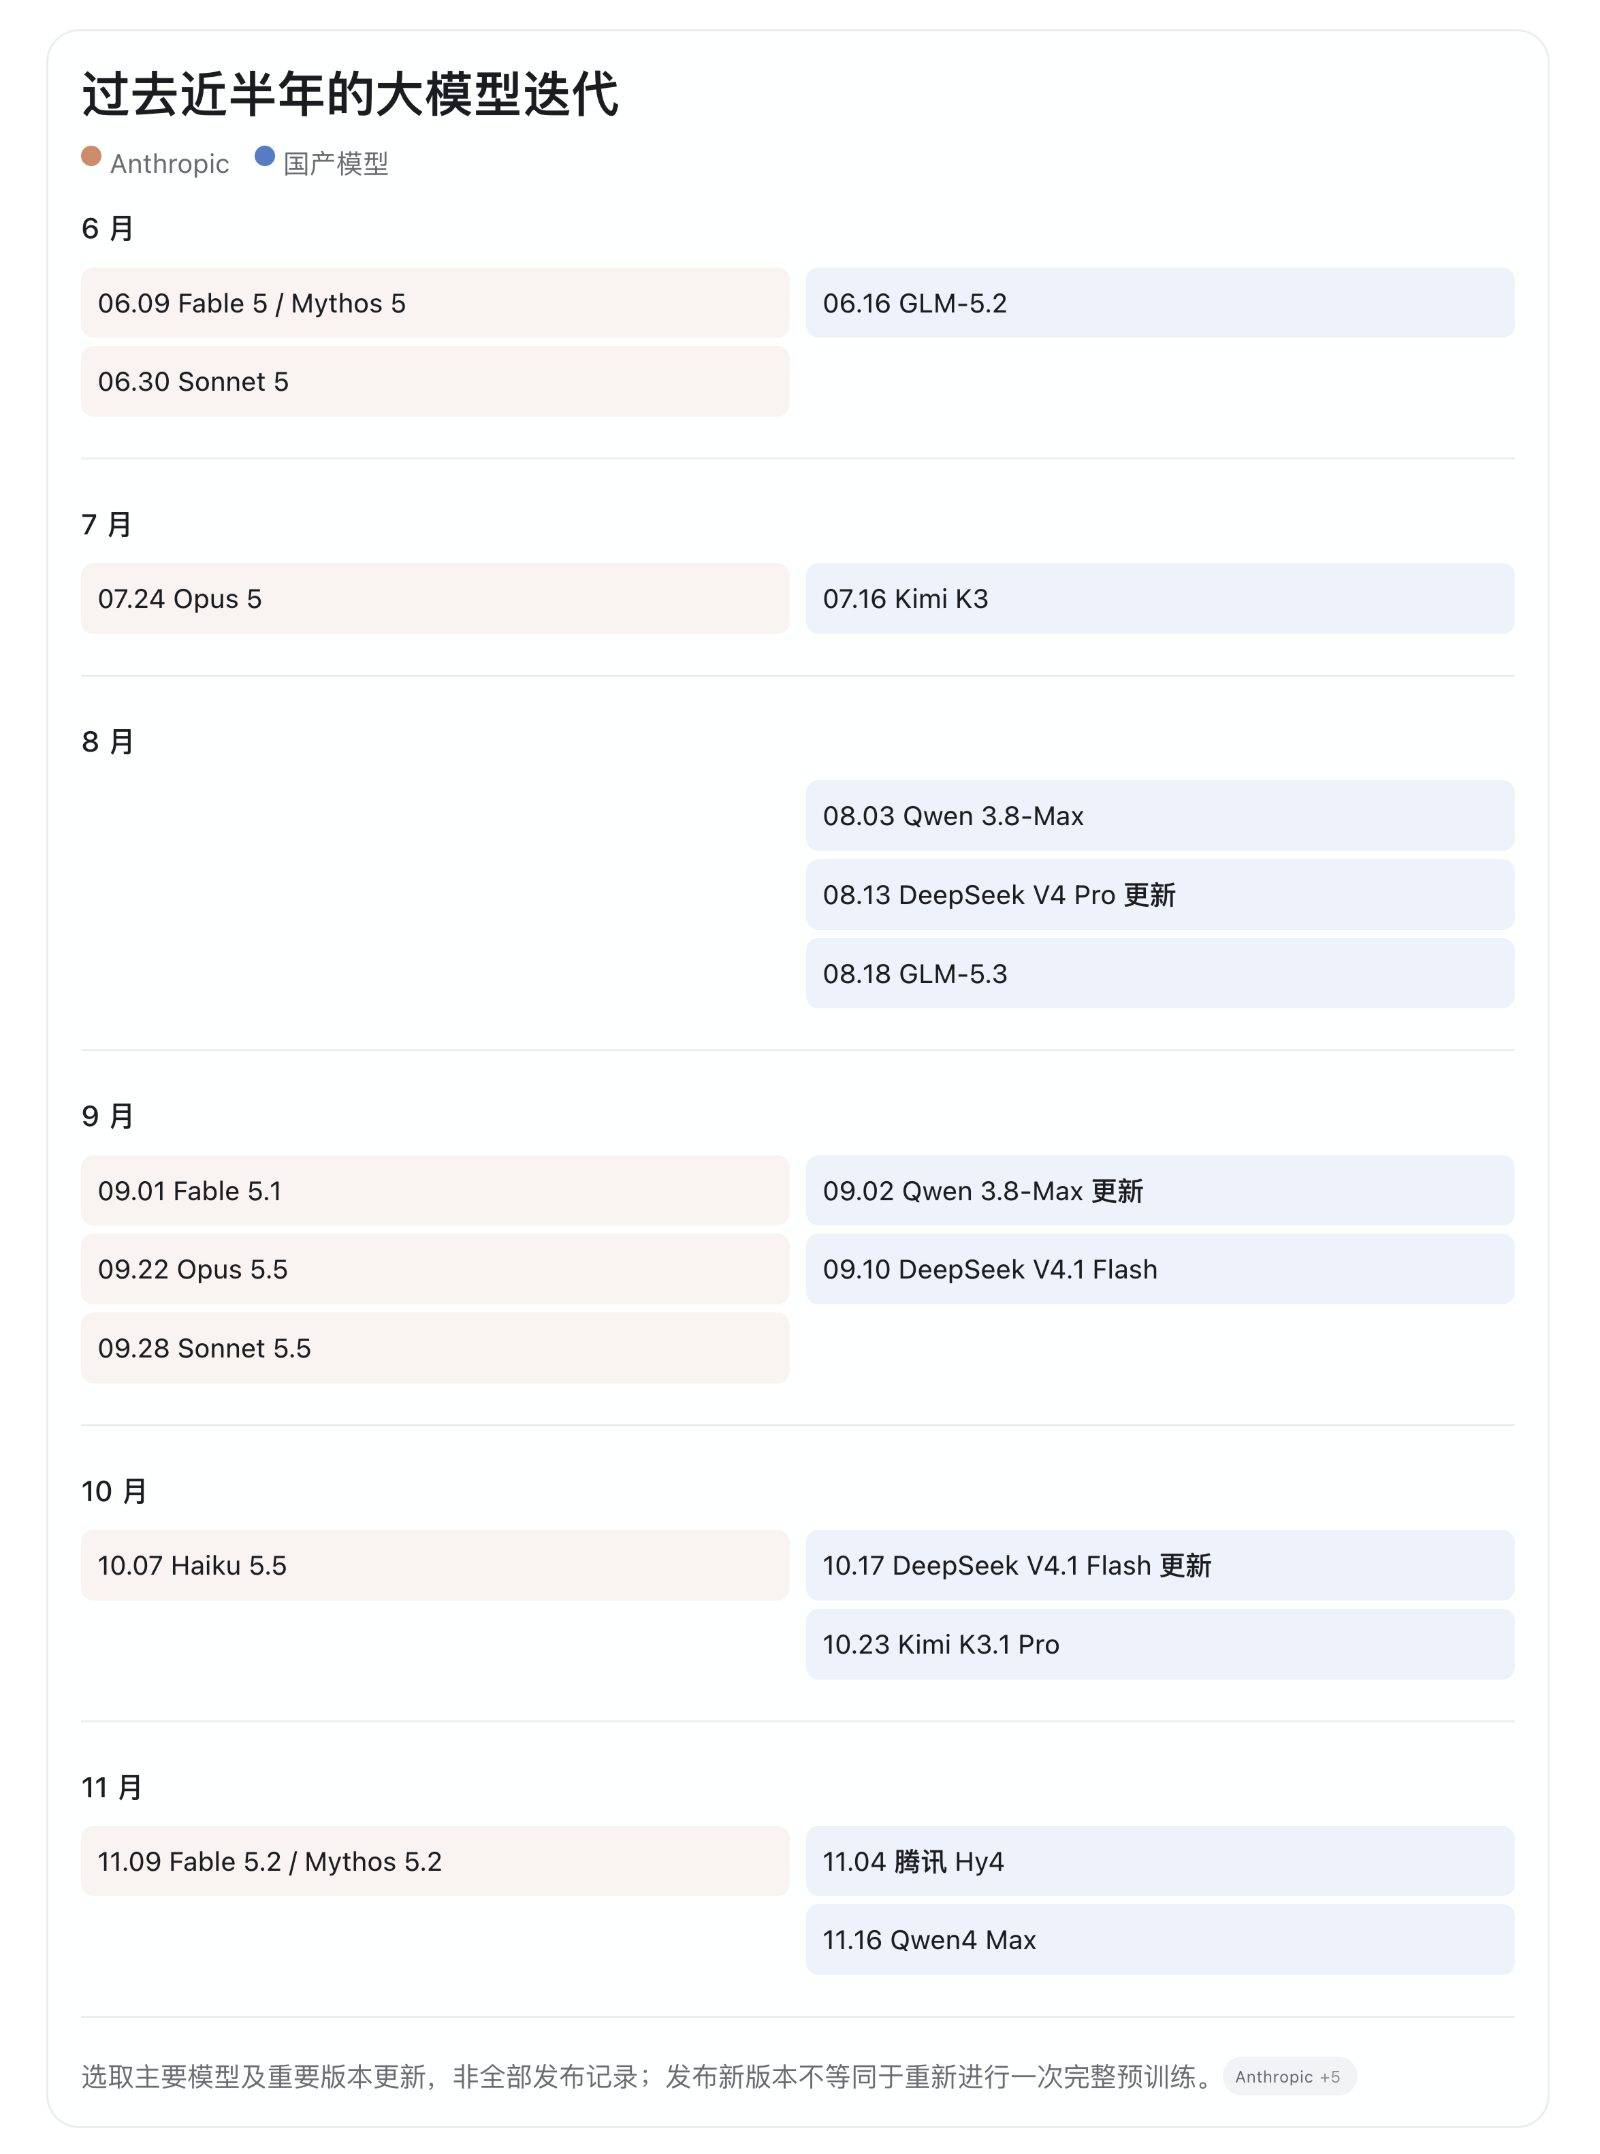 过去近半年的大模型迭代
Anthropic 国产模型
6 月
06.09 Fable 5 / Mythos 5
06.16 GLM-5.2
06.30 Sonnet 5
7 月
07.24 Opus 5
07.16 Kimi K3
8 月
08.03 Qwen 3.8-Max
08.13 DeepSeek V4 Pro 更新
08.18 GLM-5.3
9 月
09.01 Fable 5.1
09.02 Qwen 3.8-Max 更新
09.22 Opus 5.5
09.10 DeepSeek V4.1 Flash
09.28 Sonnet 5.5
10 月
10.07 Haiku 5.5
10.17 DeepSeek V4.1 Flash 更新
10.23 Kimi K3.1 Pro
11 月
11.09 Fable 5.2 / Mythos 5.2
11.04 腾讯 Hy4
11.16 Qwen4 Max
选取主要模型及重要版本更新，非全部发布记录；发布新版本不等同于重新进行一次完整预训练。 Anthropic +5